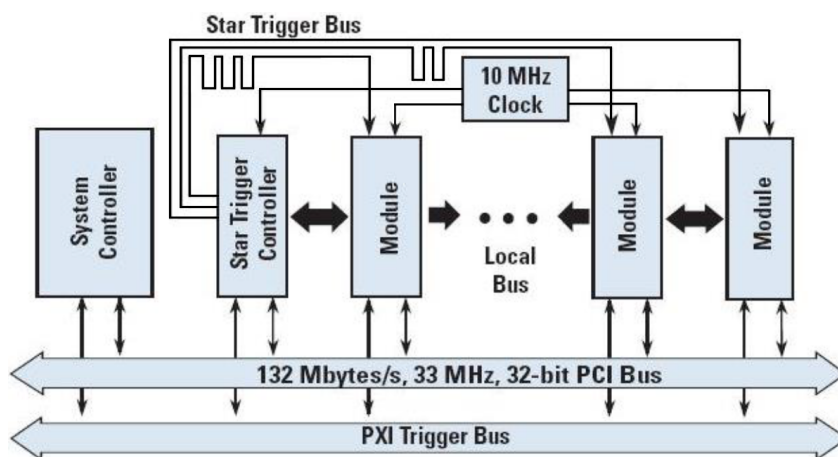 Star Trigger Bus
10 MHz
Clock
System
Controller
Star Trigger
Controller
Module
Local
Bus
Module
Module
132 Mbytes/s, 33 MHz, 32-bit PCI Bus
PXI Trigger Bus